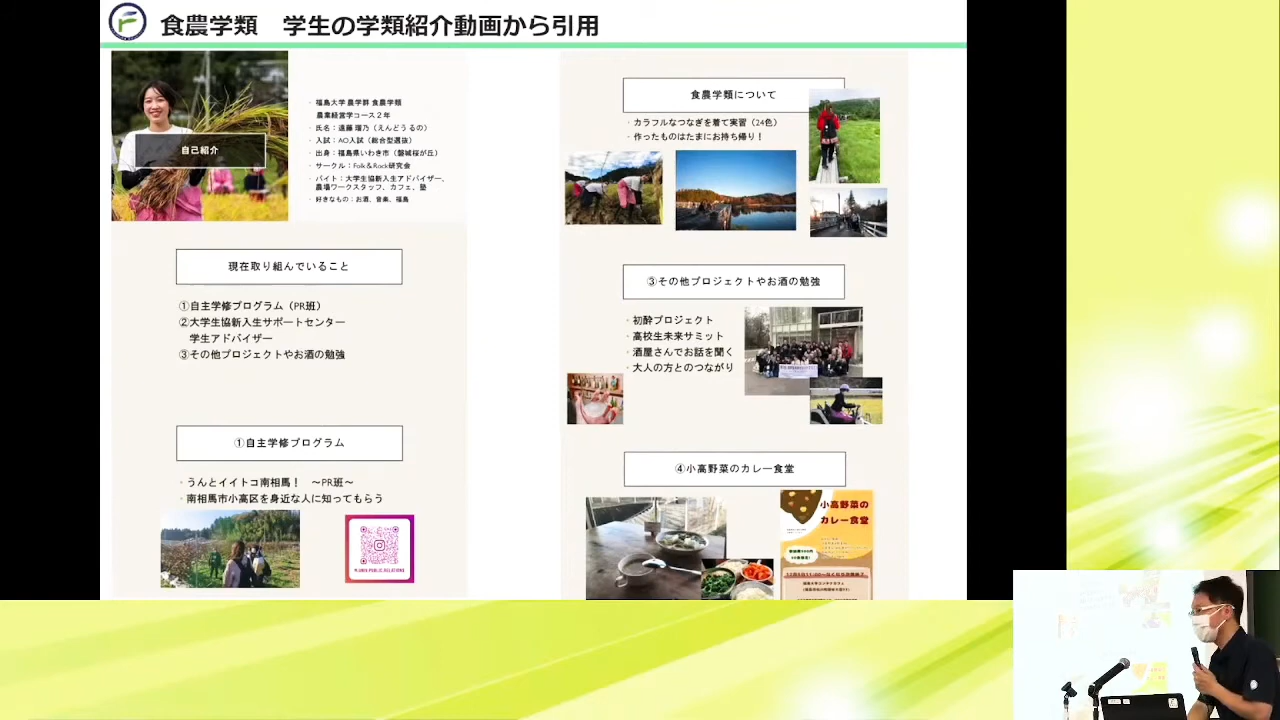 食農学類　学生の学類紹介動画から引用
自己紹介
・福島大学 農学群 食農学類
農業経営学コース２年
・氏名：遠藤 瑠乃（えんどうるの）
・入試：AO入試（総合型選抜）
・出身：福島県いわき市（磐城桜が丘）
・サークル：Folk＆Rock研究会
・バイト：大学生協新入生アドバイザー、
農場ワークスタッフ、カフェ、塾
・好きなもの：お酒、音楽、福島
現在取り組んでいること
①自主学修プログラム（PR班）
②大学生協新入生サポートセンター
学生アドバイザー
③その他プロジェクトやお酒の勉強
①自主学修プログラム
・うんとイイトコ南相馬！　～PR班～
・南相馬市小高区を身近な人に知ってもらう
食農学類について
・カラフルなつなぎを着て実習（24色）
・作ったものはたまにお持ち帰り！
③その他プロジェクトやお酒の勉強
・初酔プロジェクト
・高校生未来サミット
・酒屋さんでお話を聞く
・大人の方とのつながり
④小高野菜のカレー食堂
小高野菜の
カレー食堂